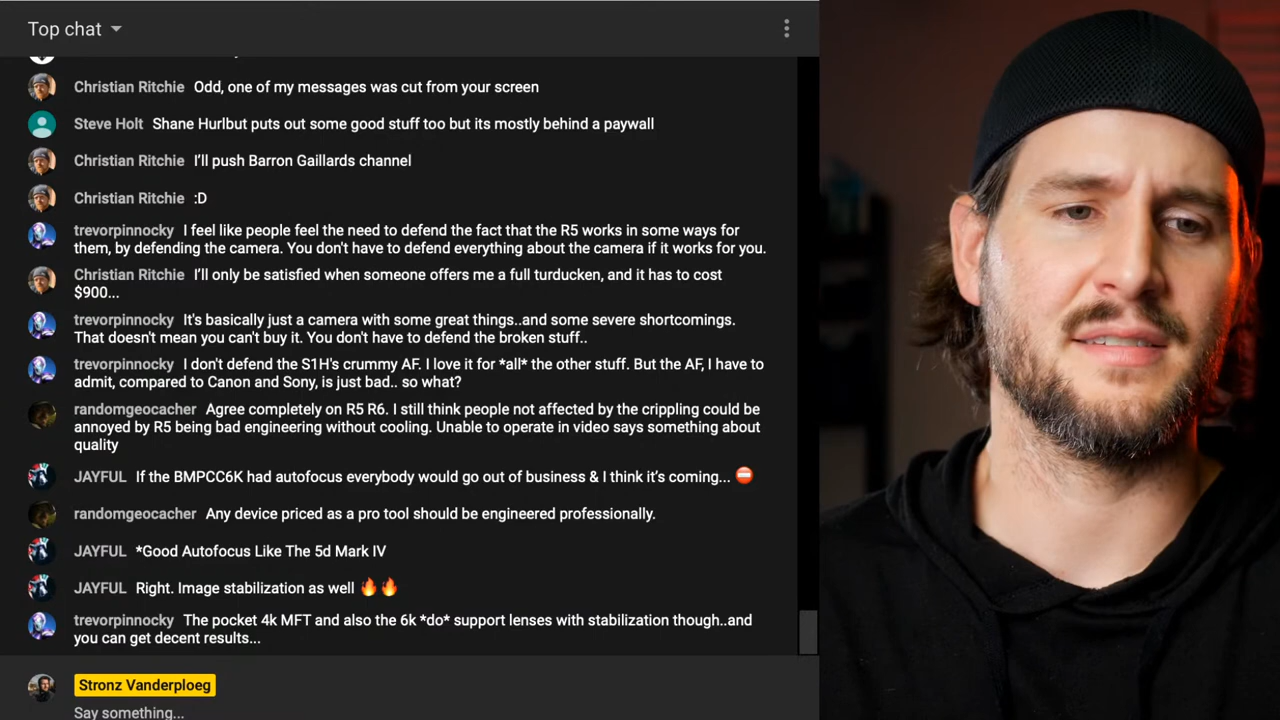 Top chat
Christian Ritchie Odd, one of my messages was cut from your screen
Steve Holt Shane Hurlbut puts out some good stuff too but its mostly behind a paywall
Christian Ritchie I'll push Barron Gaillards channel
Christian Ritchie :D
trevorpinnocky I feel like people feel the need to defend the fact that the R5 works in some ways for
them, by defending the camera. You don't have to defend everything about the camera if it works for you.
Christian Ritchie I'll only be satisfied when someone offers me a full turducken, and it has to cost
$900...
trevorpinnocky It's basically just a camera with some great things..and some severe shortcomings.
That doesn't mean you can't buy it. You don't have to defend the broken stuff..
trevorpinnocky I don't defend the S1H's crummy AF. I love it for *all* the other stuff. But the AF, I have to
admit, compared to Canon and Sony, is just bad.. so what?
randomgeocacher Agree completely on R5 R6. I still think people not affected by the crippling could be
annoyed by R5 being bad engineering without cooling. Unable to operate in video says something about
quality
JAYFUL If the BMPCC6K had autofocus everybody would go out of business & I think it's coming... ⛔
randomgeocacher Any device priced as a pro tool should be engineered professionally.
JAYFUL *Good Autofocus Like The 5d Mark IV
JAYFUL Right. Image stabilization as well 🔥🔥
trevorpinnocky The pocket 4k MFT and also the 6k *do* support lenses with stabilization though..and
you can get decent results...
Stronz Vanderploeg
Say something...